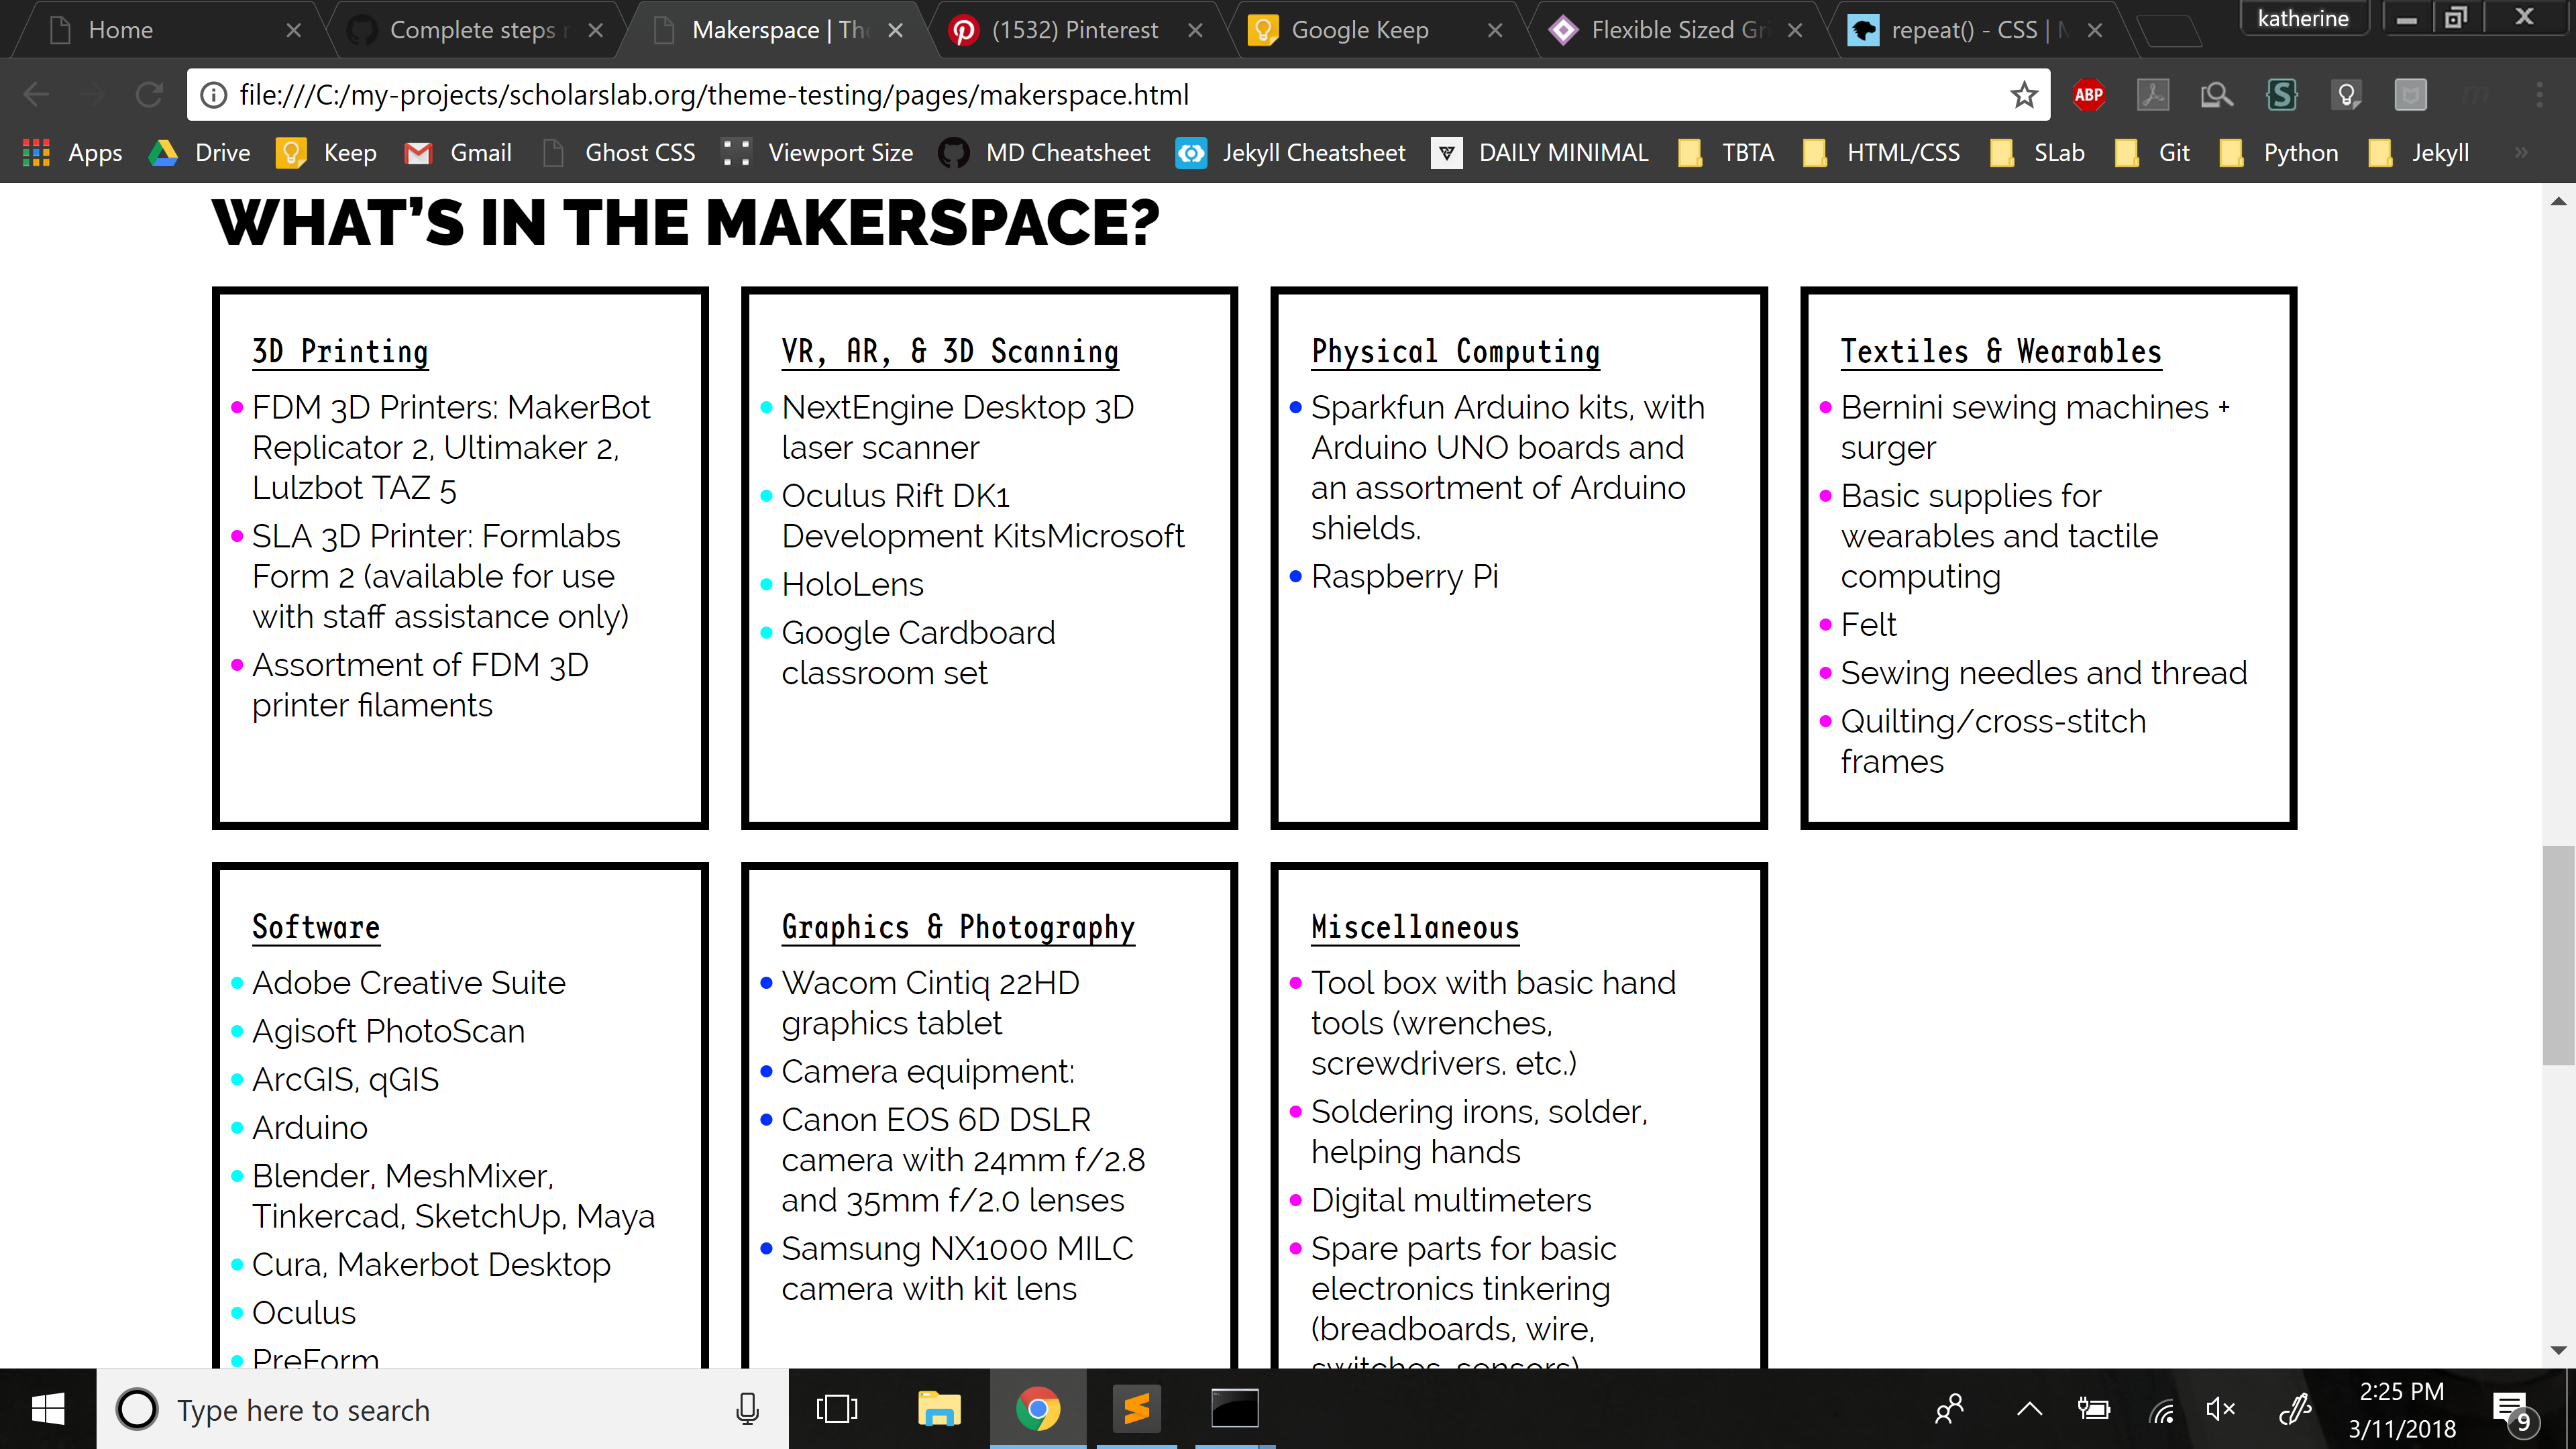 Home
Complete steps r
Makerspace | The
(1532) Pinterest
Google Keep
Flexible Sized Gri
repeat() - CSS | M
katherine
file:///C:/my-projects/scholarslab.org/theme-testing/pages/makerspace.html
ABP
Apps
Drive
Keep
Gmail
Ghost CSS
Viewport Size
MD Cheatsheet
Jekyll Cheatsheet
DAILY MINIMAL
TBTA
HTML/CSS
SLab
Git
Python
Jekyll
»
WHAT'S IN THE MAKERSPACE?
3D Printing
FDM 3D Printers: MakerBot
Replicator 2, Ultimaker 2,
Lulzbot TAZ 5
SLA 3D Printer: Formlabs
Form 2 (available for use
with staff assistance only)
Assortment of FDM 3D
printer filaments
VR, AR, & 3D Scanning
NextEngine Desktop 3D
laser scanner
Oculus Rift DK1
Development KitsMicrosoft
HoloLens
Google Cardboard
classroom set
Physical Computing
Sparkfun Arduino kits, with
Arduino UNO boards and
an assortment of Arduino
shields.
Raspberry Pi
Textiles & Wearables
Bernini sewing machines +
surger
Basic supplies for
wearables and tactile
computing
Felt
Sewing needles and thread
Quilting/cross-stitch
frames
Software
Adobe Creative Suite
Agisoft PhotoScan
ArcGIS, qGIS
Arduino
Blender, MeshMixer,
Tinkercad, SketchUp, Maya
Cura, Makerbot Desktop
Oculus
PreForm
Graphics & Photography
Wacom Cintiq 22HD
graphics tablet
Camera equipment:
Canon EOS 6D DSLR
camera with 24mm f/2.8
and 35mm f/2.0 lenses
Samsung NX1000 MILC
camera with kit lens
Miscellaneous
Tool box with basic hand
tools (wrenches,
screwdrivers. etc.)
Soldering irons, solder,
helping hands
Digital multimeters
Spare parts for basic
electronics tinkering
(breadboards, wire,
switches, sensors)
Type here to search
2:25 PM
3/11/2018
9